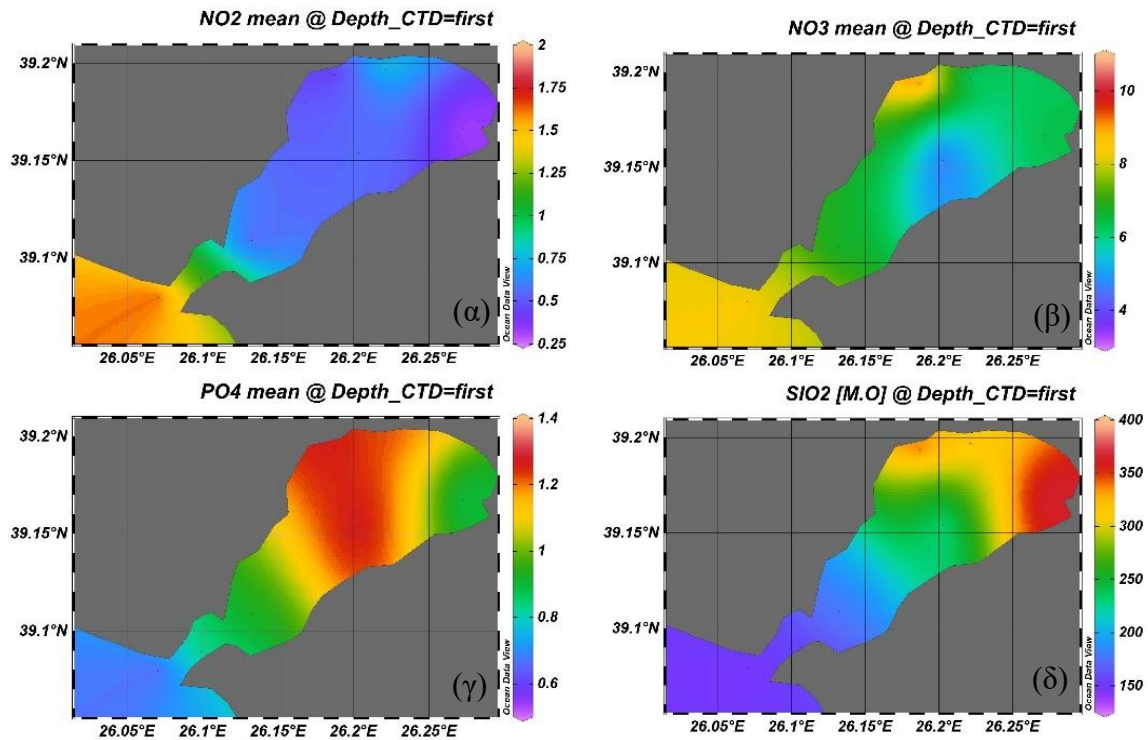 NO2 mean @ Depth_CTD=first
39.2°N
39.15°N
39.1°N
26.05°E 26.1°E 26.15°E 26.2°E 26.25°E
2
1.75
1.5
1.25
1
0.75
0.5
0.25
Ocean Data View
(α)
NO3 mean @ Depth_CTD=first
39.2°N
39.15°N
39.1°N
26.05°E 26.1°E 26.15°E 26.2°E 26.25°E
10
8
6
4
Ocean Data View
(β)
PO4 mean @ Depth_CTD=first
39.2°N
39.15°N
39.1°N
26.05°E 26.1°E 26.15°E 26.2°E 26.25°E
1.4
1.2
1
0.8
0.6
Ocean Data View
(γ)
SIO2 [M.O] @ Depth_CTD=first
39.2°N
39.15°N
39.1°N
26.05°E 26.1°E 26.15°E 26.2°E 26.25°E
400
350
300
250
200
150
Ocean Data View
(δ)